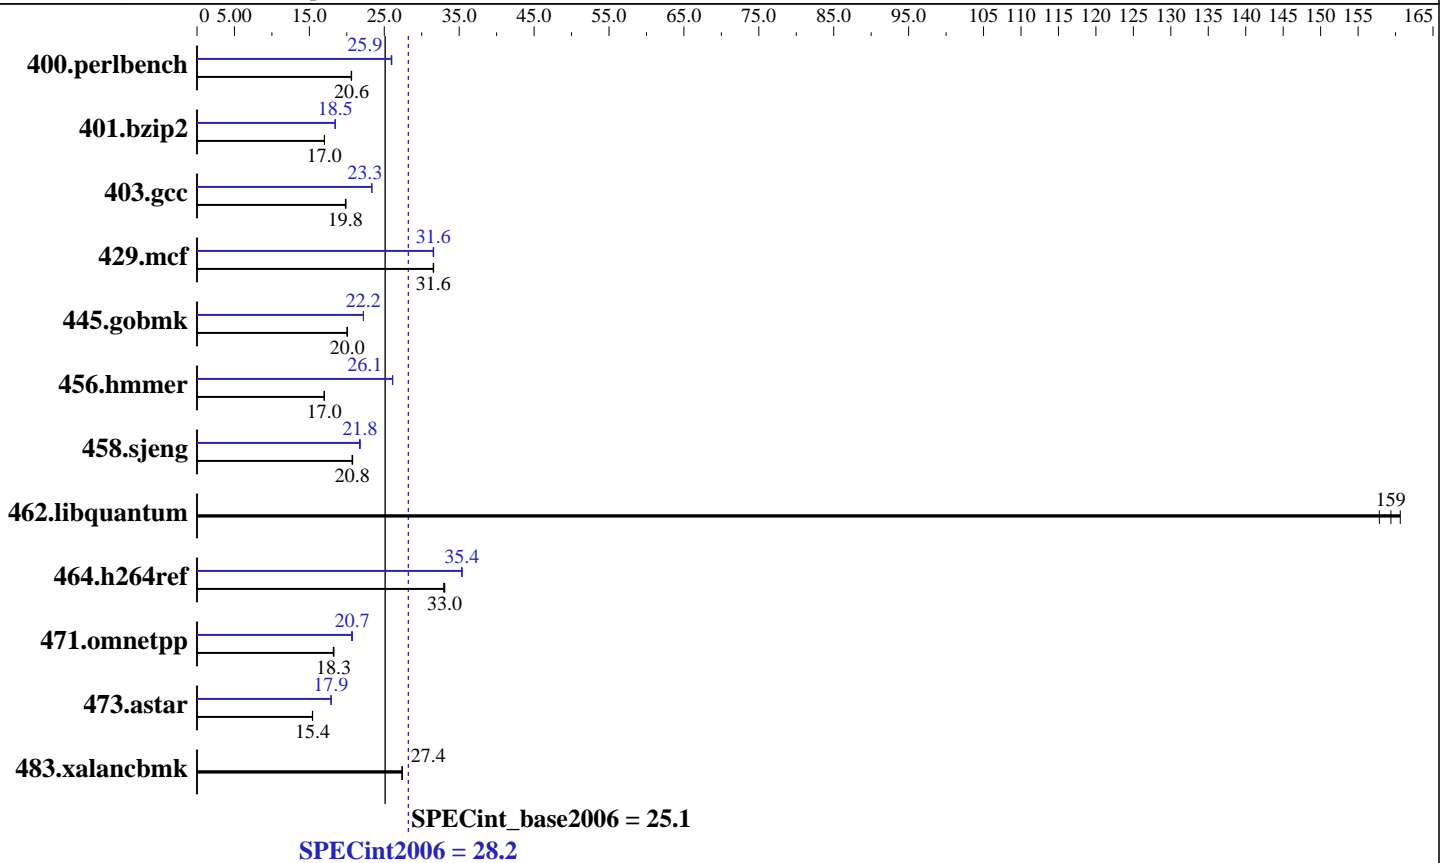 0 5.00 15.0 25.0 35.0 45.0 55.0 65.0 75.0 85.0 95.0 105 110 115 120 125 130 135 140 145 150 155 165
25.9
400.perlbench
20.6
18.5
401.bzip2
17.0
23.3
403.gcc
19.8
31.6
429.mcf
31.6
22.2
445.gobmk
20.0
26.1
456.hmmer
17.0
21.8
458.sjeng
20.8
159
462.libquantum
35.4
464.h264ref
33.0
20.7
471.omnetpp
18.3
17.9
473.astar
15.4
27.4
483.xalancbmk
SPECint_base2006 = 25.1
SPECint2006 = 28.2